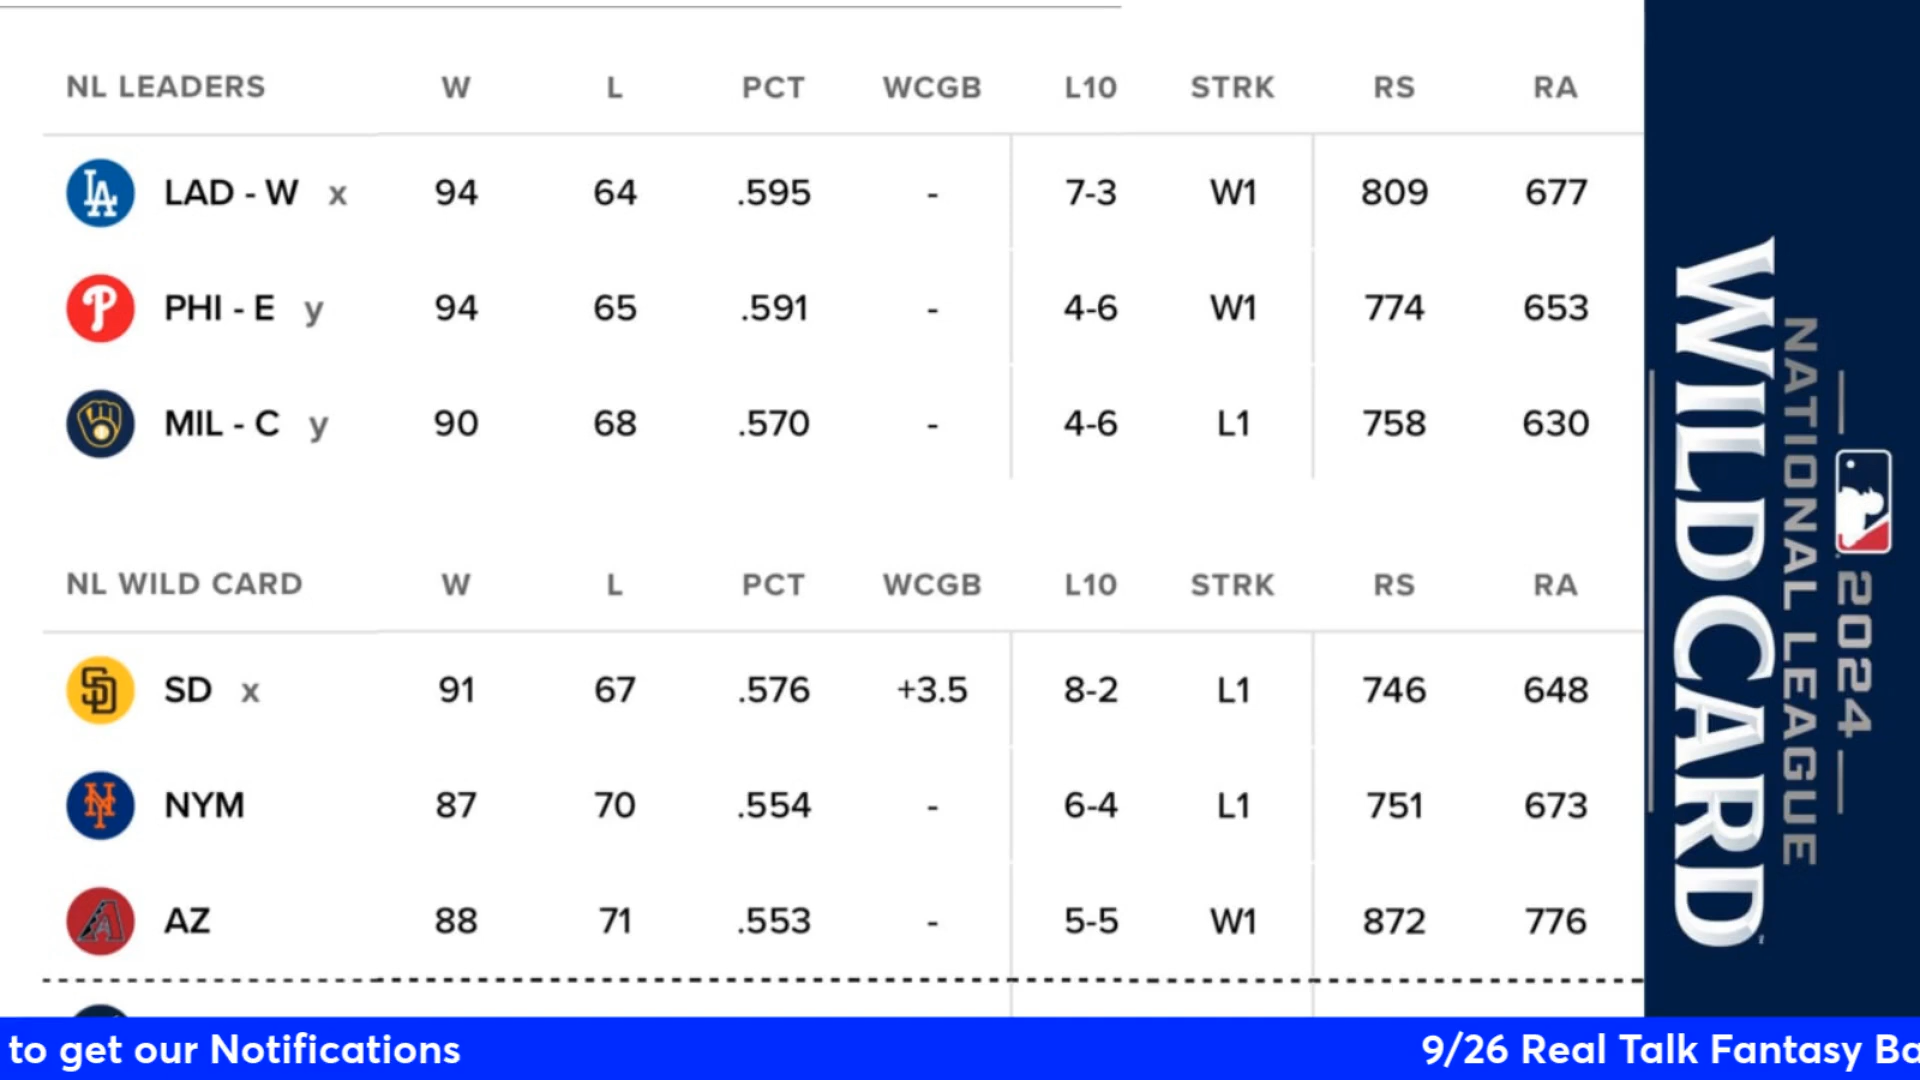 NL LEADERS W L PCT WCGB L10 STRK RS RA
LAD - W x 94 64 .595 - 7-3 W1 809 677
PHI - E y 94 65 .591 - 4-6 W1 774 653
MIL - C y 90 68 .570 - 4-6 L1 758 630
NL WILD CARD W L PCT WCGB L10 STRK RS RA
SD x 91 67 .576 +3.5 8-2 L1 746 648
NYM 87 70 .554 - 6-4 L1 751 673
AZ 88 71 .553 - 5-5 W1 872 776
2024
NATIONAL LEAGUE
WILD CARD
to get our Notifications
9/26 Real Talk Fantasy Ba